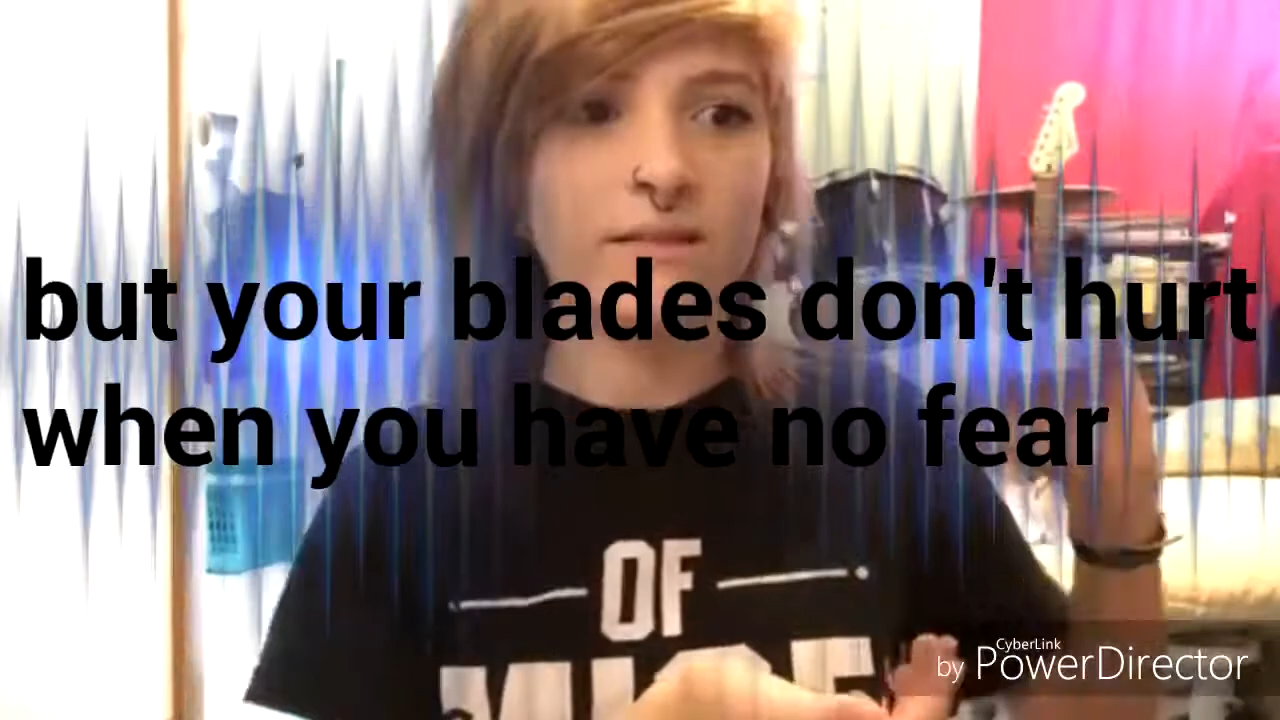 but your blades don't hurt
when you have no fear
OF
CyberLink
by PowerDirector